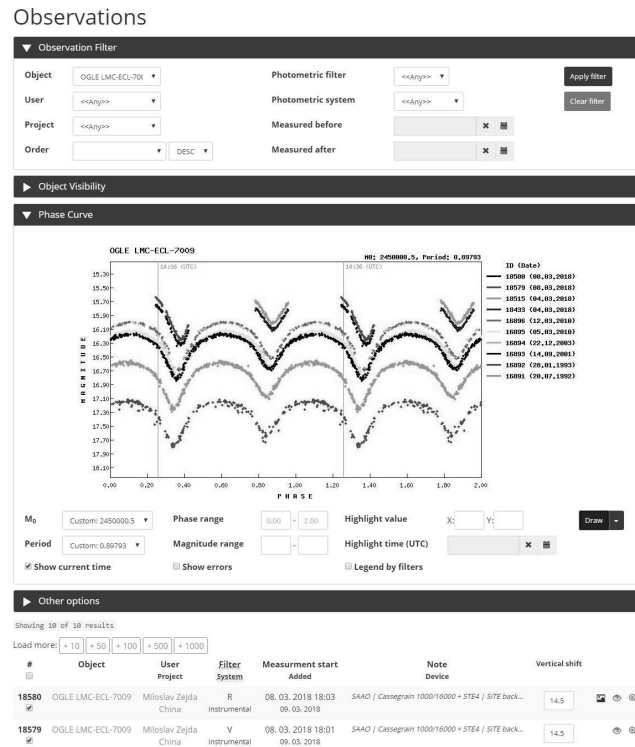 Observations
Observation Filter
Object OGLE LMC-ECL-70( Photometric filter <<Any>> Apply filter
User <<Any>> Photometric system <<Any>> Clear filter
Project <<Any>> Measured before
Order DESC Measured after
Object Visibility
Phase Curve
OGLE LMC-ECL-7009 M0: 2450000.5, Period: 0.89793
14:36 (UTC) 14:36 (UTC) ID (Date)
18580 (08.03.2018)
18579 (08.03.2018)
18515 (04.03.2018)
18433 (04.03.2018)
16896 (12.03.2010)
16895 (05.03.2010)
16894 (22.12.2003)
16893 (14.09.2001)
16892 (28.01.1993)
16891 (20.07.1992)
MAGNITUDE
15.30
15.50
15.70
15.90
16.10
16.30
16.50
16.70
16.90
17.10
17.30
17.50
17.70
17.90
18.10
0.00 0.20 0.40 0.60 0.80 1.00 1.20 1.40 1.60 1.80 2.00
PHASE
M0 Custom: 2450000.5 Phase range 0.00 - 2.00 Highlight value X: Y: Draw
Period Custom: 0.89793 Magnitude range - Highlight time (UTC)
Show current time Show errors Legend by filters
Other options
Showing 10 of 10 results
Load more: + 10 + 50 + 100 + 500 + 1000
# Object User Filter Measurment start Note Vertical shift
Project System Added Device
18580 OGLE LMC-ECL-7009 Miloslav Zejda R 08. 03. 2018 18:03 SAAO | Cassegrain 1000/16000 + STE4 | SITE back... 14.5
China Instrumental 09. 03. 2018
18579 OGLE LMC-ECL-7009 Miloslav Zejda V 08. 03. 2018 18:01 SAAO | Cassegrain 1000/16000 + STE4 | SITE back... 14.5
China Instrumental 09. 03. 2018